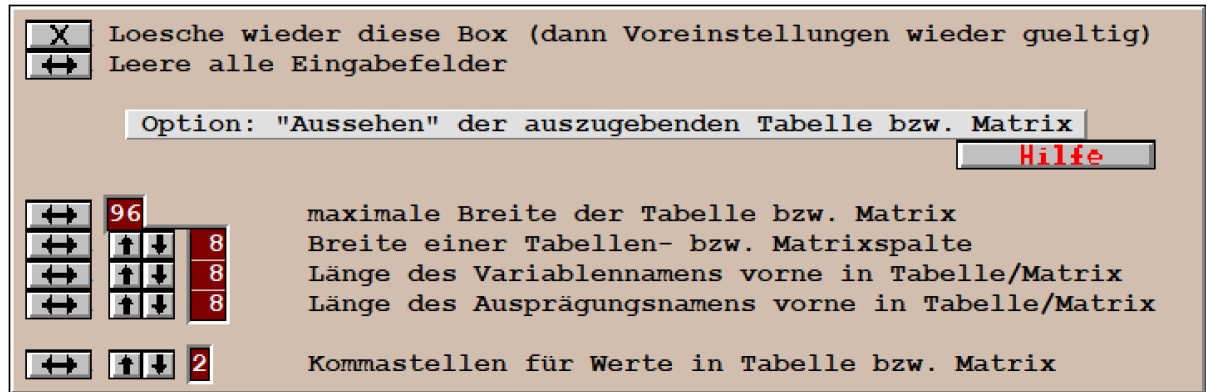 X Loesche wieder diese Box (dann Voreinstellungen wieder gueltig)
Leere alle Eingabefelder
Option: "Aussehen" der auszugebenden Tabelle bzw. Matrix
Hilfe
96 maximale Breite der Tabelle bzw. Matrix
8 Breite einer Tabellen- bzw. Matrixspalte
8 Länge des Variablennamens vorne in Tabelle/Matrix
8 Länge des Ausprägungsnamens vorne in Tabelle/Matrix
2 Kommastellen für Werte in Tabelle bzw. Matrix